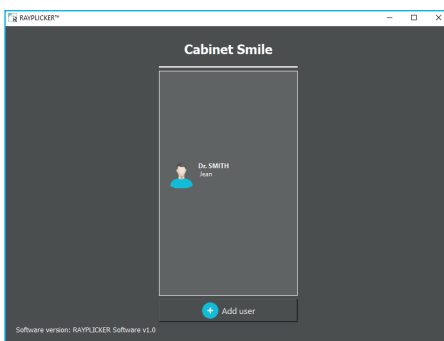 RAYPLICKER™
Cabinet Smile
Dr. SMITH
Jean
Add user
Software version: RAYPLICKER Software v1.0